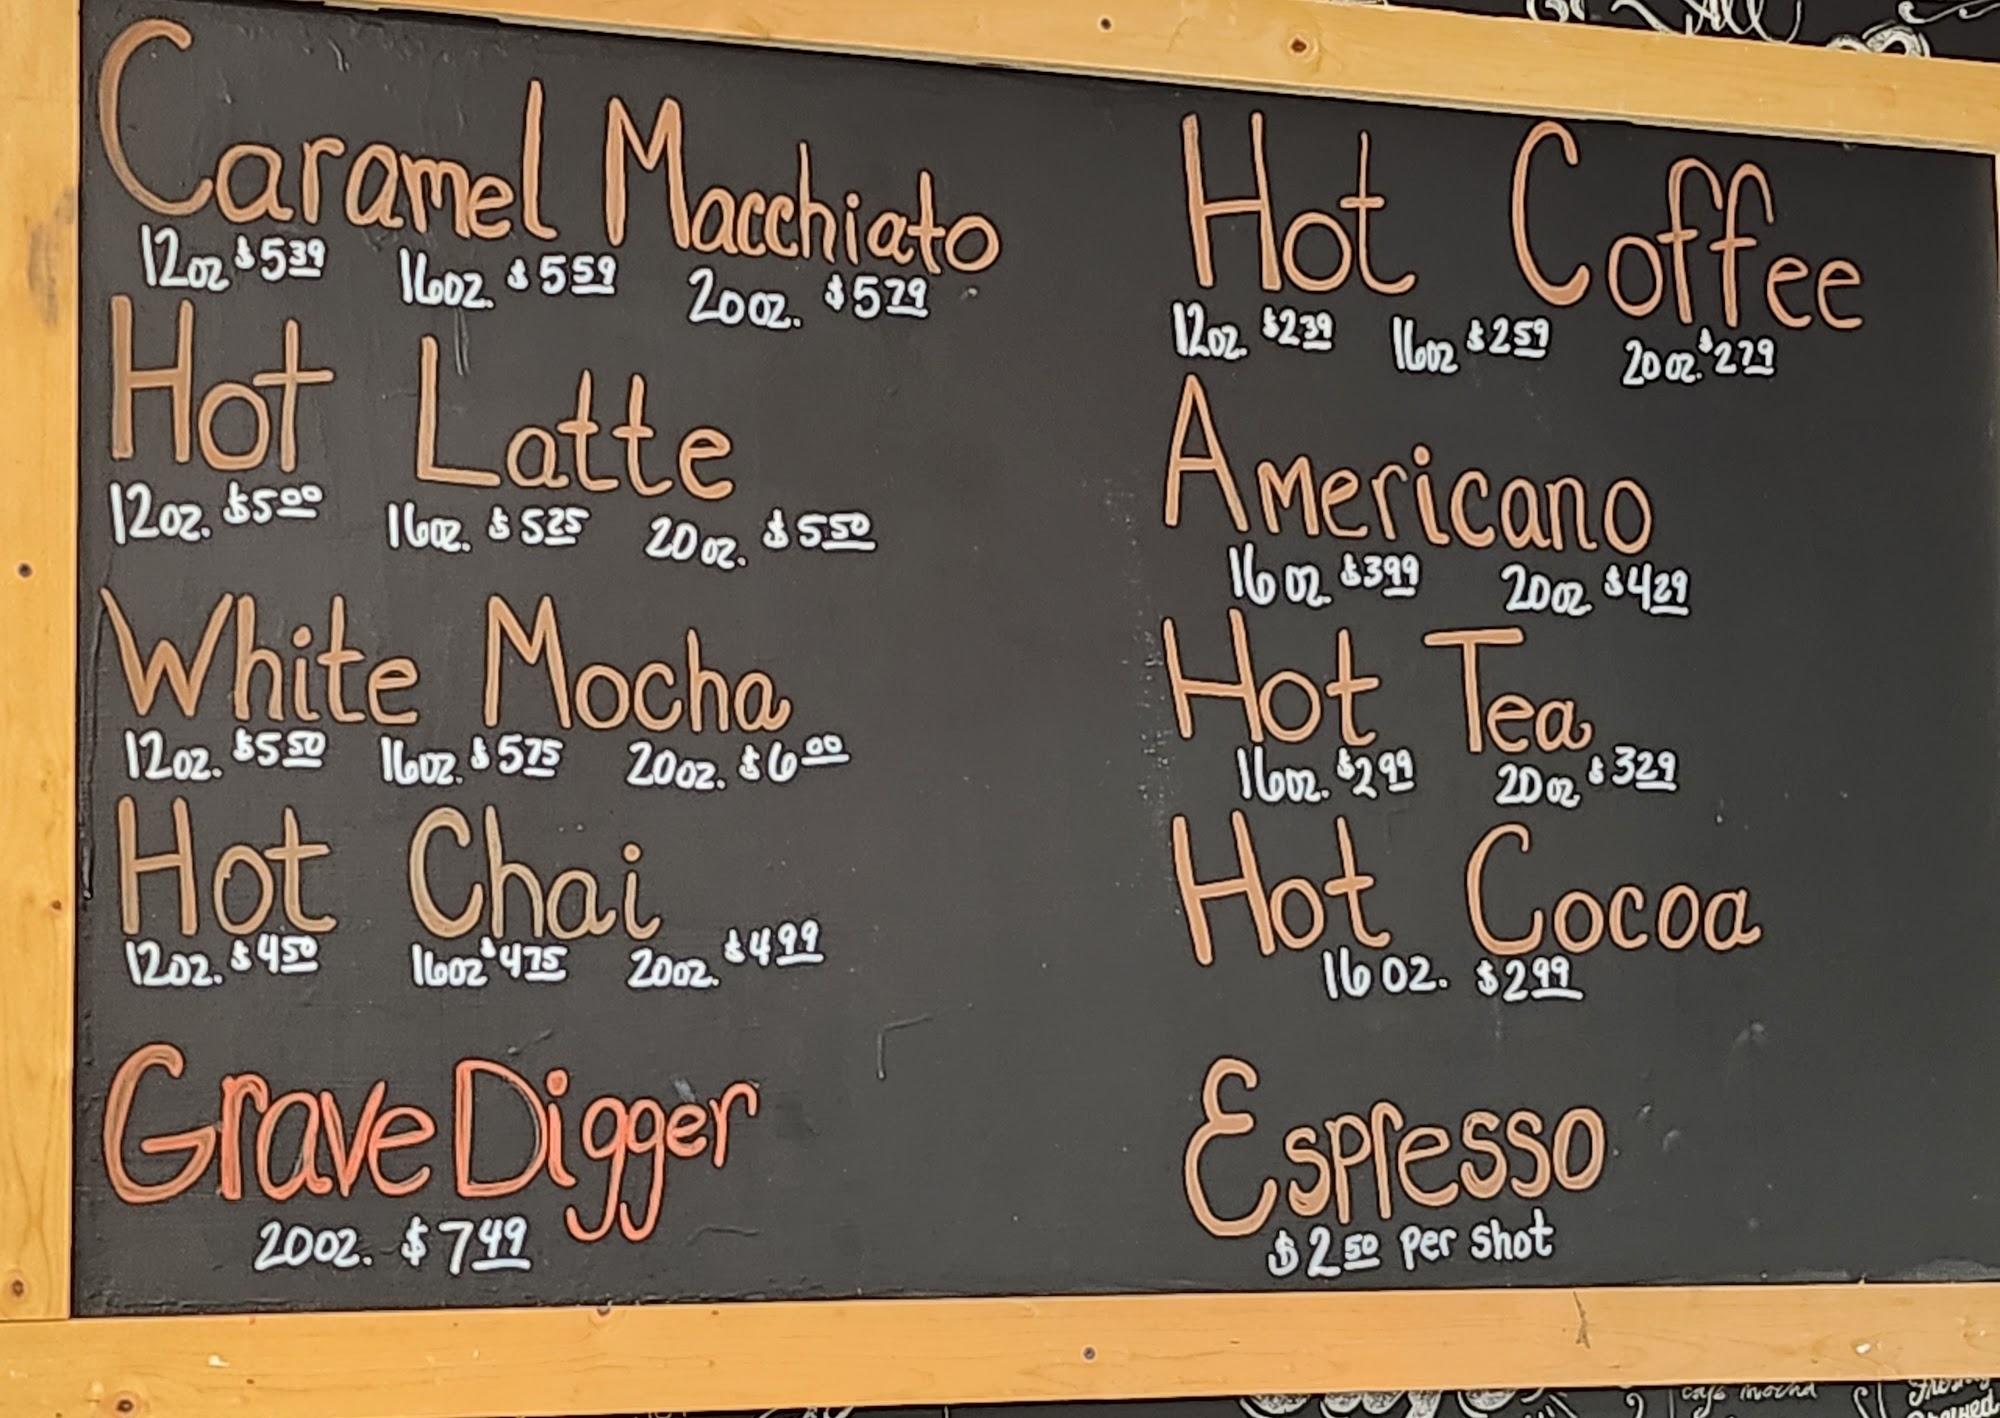 Caramel Macchiato
12oz $5.39 16oz. $5.59 20oz. $5.79
Hot Latte
12oz. $5.00 16oz. $5.25 20oz. $5.50
White Mocha
12oz. $5.50 16oz. $5.75 20oz. $6.00
Hot Chai
12oz. $4.50 16oz $4.75 20oz. $4.99
Grave Digger
20oz. $7.49
Hot Coffee
12oz. $2.39 16oz $2.59 20oz. $2.79
Americano
16oz. $3.99 20oz. $4.29
Hot Tea
16oz. $2.99 20oz $3.29
Hot Cocoa
16oz. $2.99
Espresso
$2.50 per shot